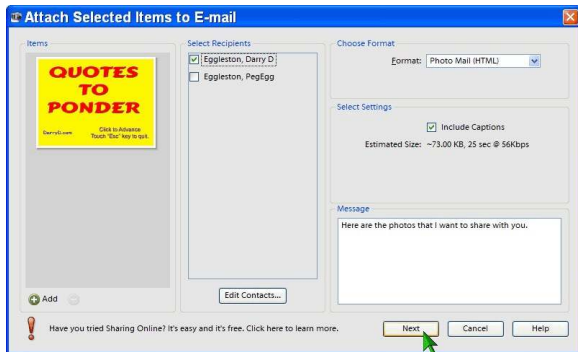 Attach Selected Items to E-mail
Items
QUOTES
TO
PONDER
DarryD.com
Click to Advance
Touch "Esc" key to quit.
Add
Select Recipients
Eggleston, Darry D
Eggleston, PegEgg
Edit Contacts...
Choose Format
Format: Photo Mail (HTML)
Select Settings
Include Captions
Estimated Size: ~73.00 KB, 25 sec @ 56Kbps
Message
Here are the photos that I want to share with you.
Have you tried Sharing Online? It's easy and it's free. Click here to learn more.
Next
Cancel
Help